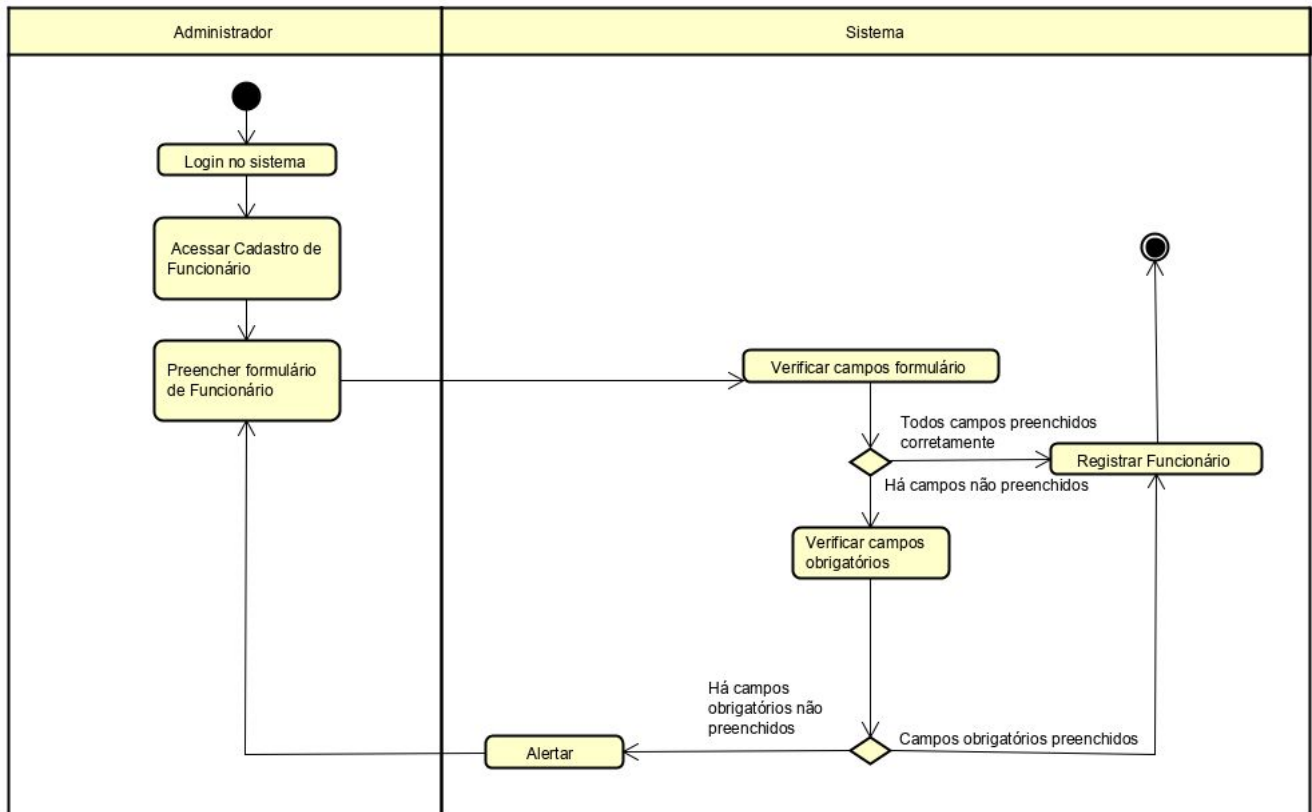 Administrador
Sistema
Login no sistema
Acessar Cadastro de
Funcionário
Preencher formulário
de Funcionário
Verificar campos formulário
Todos campos preenchidos
corretamente
Registrar Funcionário
Há campos não preenchidos
Verificar campos
obrigatórios
Há campos
obrigatórios não
preenchidos
Campos obrigatórios preenchidos
Alertar